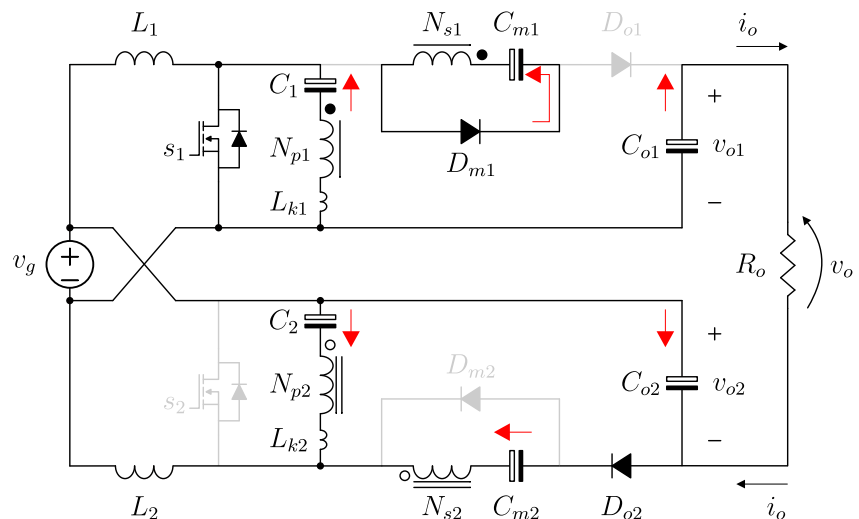 L1 Ns1 Cm1 Do1 io
C1
+
s1 Np1 Dm1 Co1 vo1
Lk1
−
vg + − Ro vo
C2
+
s2 Np2 Dm2 Co2 vo2
Lk2
−
L2 Ns2 Cm2 Do2 io